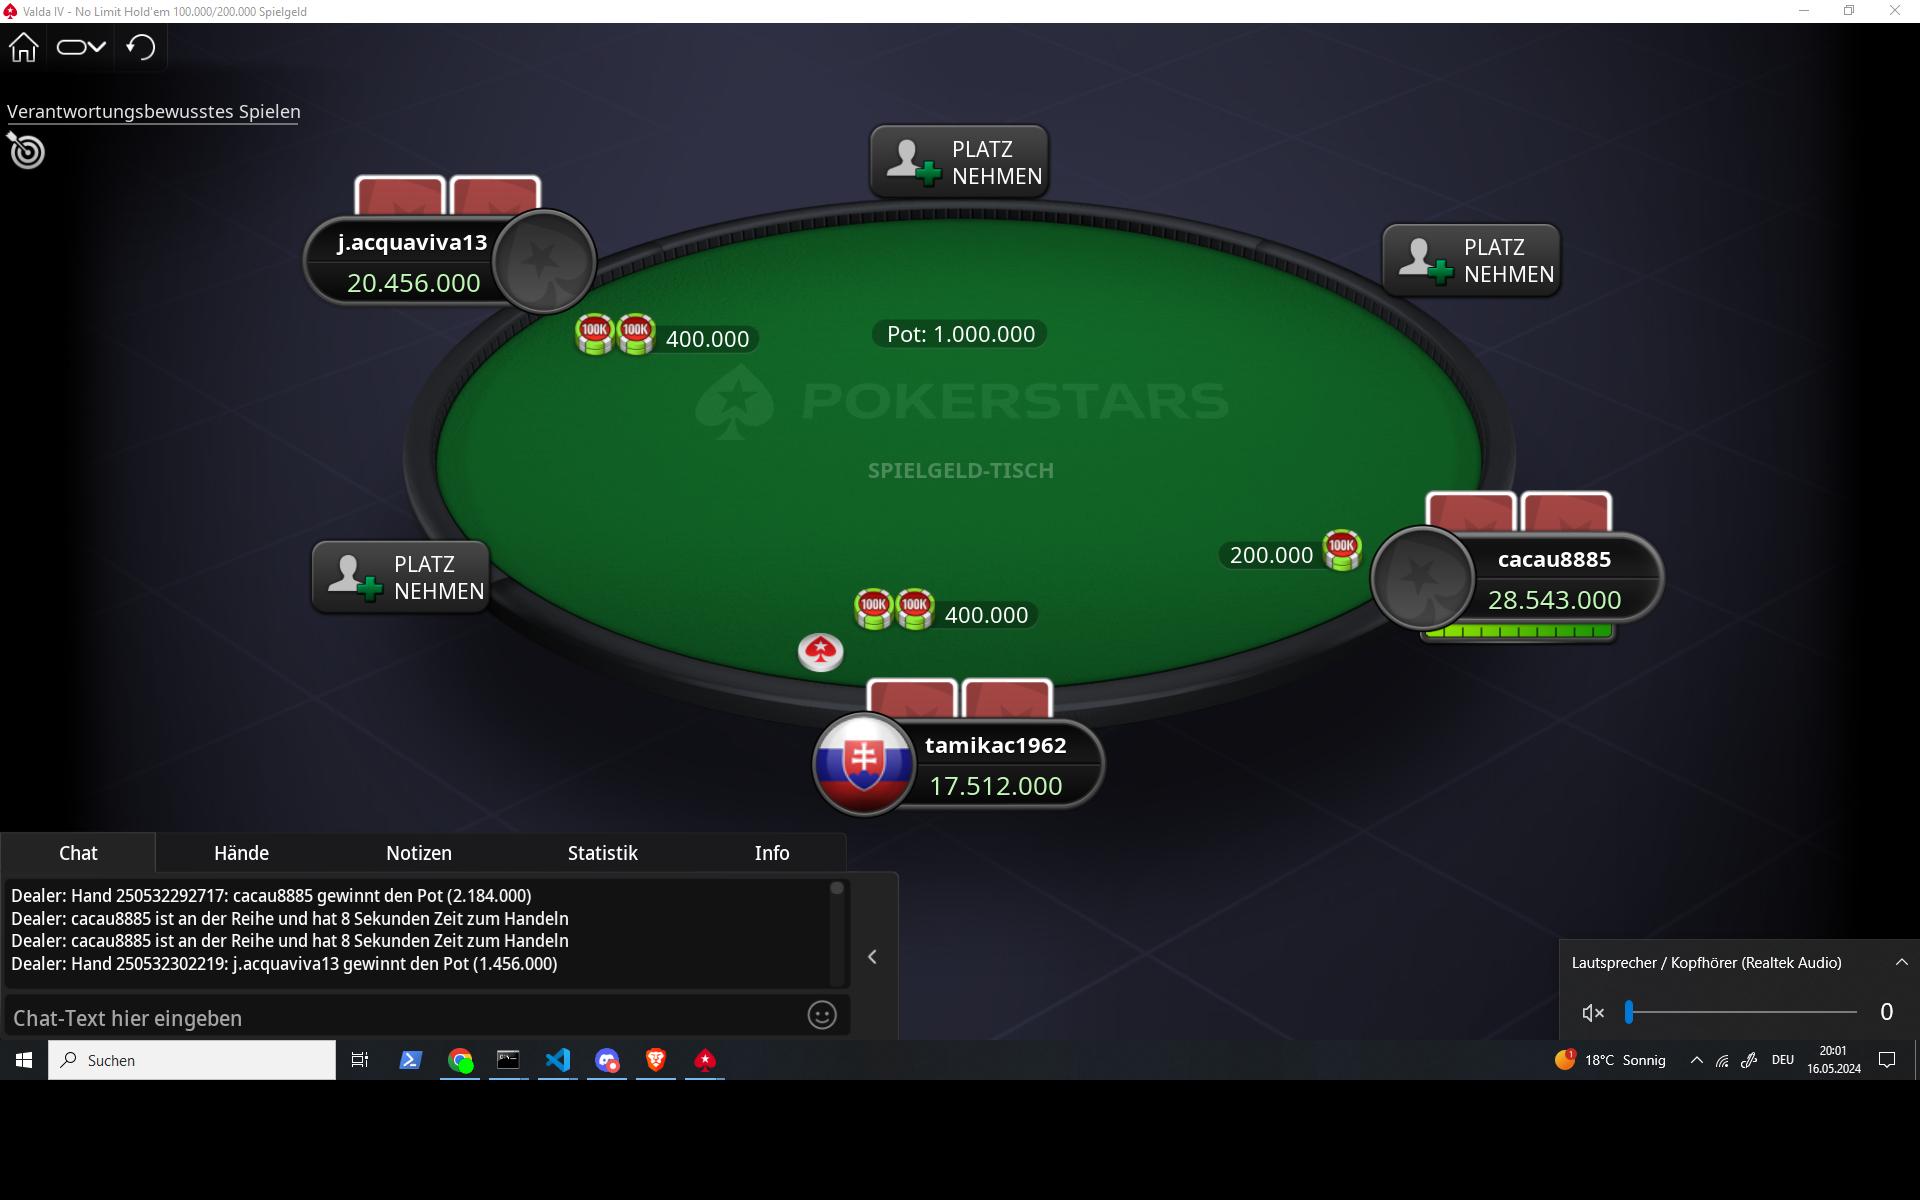 Valda IV - No Limit Hold'em 100.000/200.000 Spielgeld
Verantwortungsbewusstes Spielen
PLATZ
NEHMEN
j.acquaviva13
20.456.000
PLATZ
NEHMEN
100K 100K 400.000
Pot: 1.000.000
POKERSTARS
SPIELGELD-TISCH
200.000 100K
cacau8885
28.543.000
PLATZ
NEHMEN
100K 100K 400.000
tamikac1962
17.512.000
Chat Hände Notizen Statistik Info
Dealer: Hand 250532292717: cacau8885 gewinnt den Pot (2.184.000)
Dealer: cacau8885 ist an der Reihe und hat 8 Sekunden Zeit zum Handeln
Dealer: cacau8885 ist an der Reihe und hat 8 Sekunden Zeit zum Handeln
Dealer: Hand 250532302219: j.acquaviva13 gewinnt den Pot (1.456.000)
Chat-Text hier eingeben
Lautsprecher / Kopfhörer (Realtek Audio)
0
Suchen
1
18°C Sonnig
DEU
20:01
16.05.2024